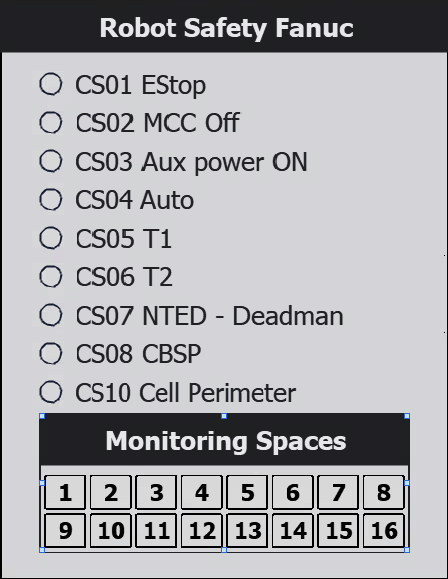 Robot Safety Fanuc
CS01 EStop
CS02 MCC Off
CS03 Aux power ON
CS04 Auto
CS05 T1
CS06 T2
CS07 NTED - Deadman
CS08 CBSP
CS10 Cell Perimeter
Monitoring Spaces
1 2 3 4 5 6 7 8
9 10 11 12 13 14 15 16